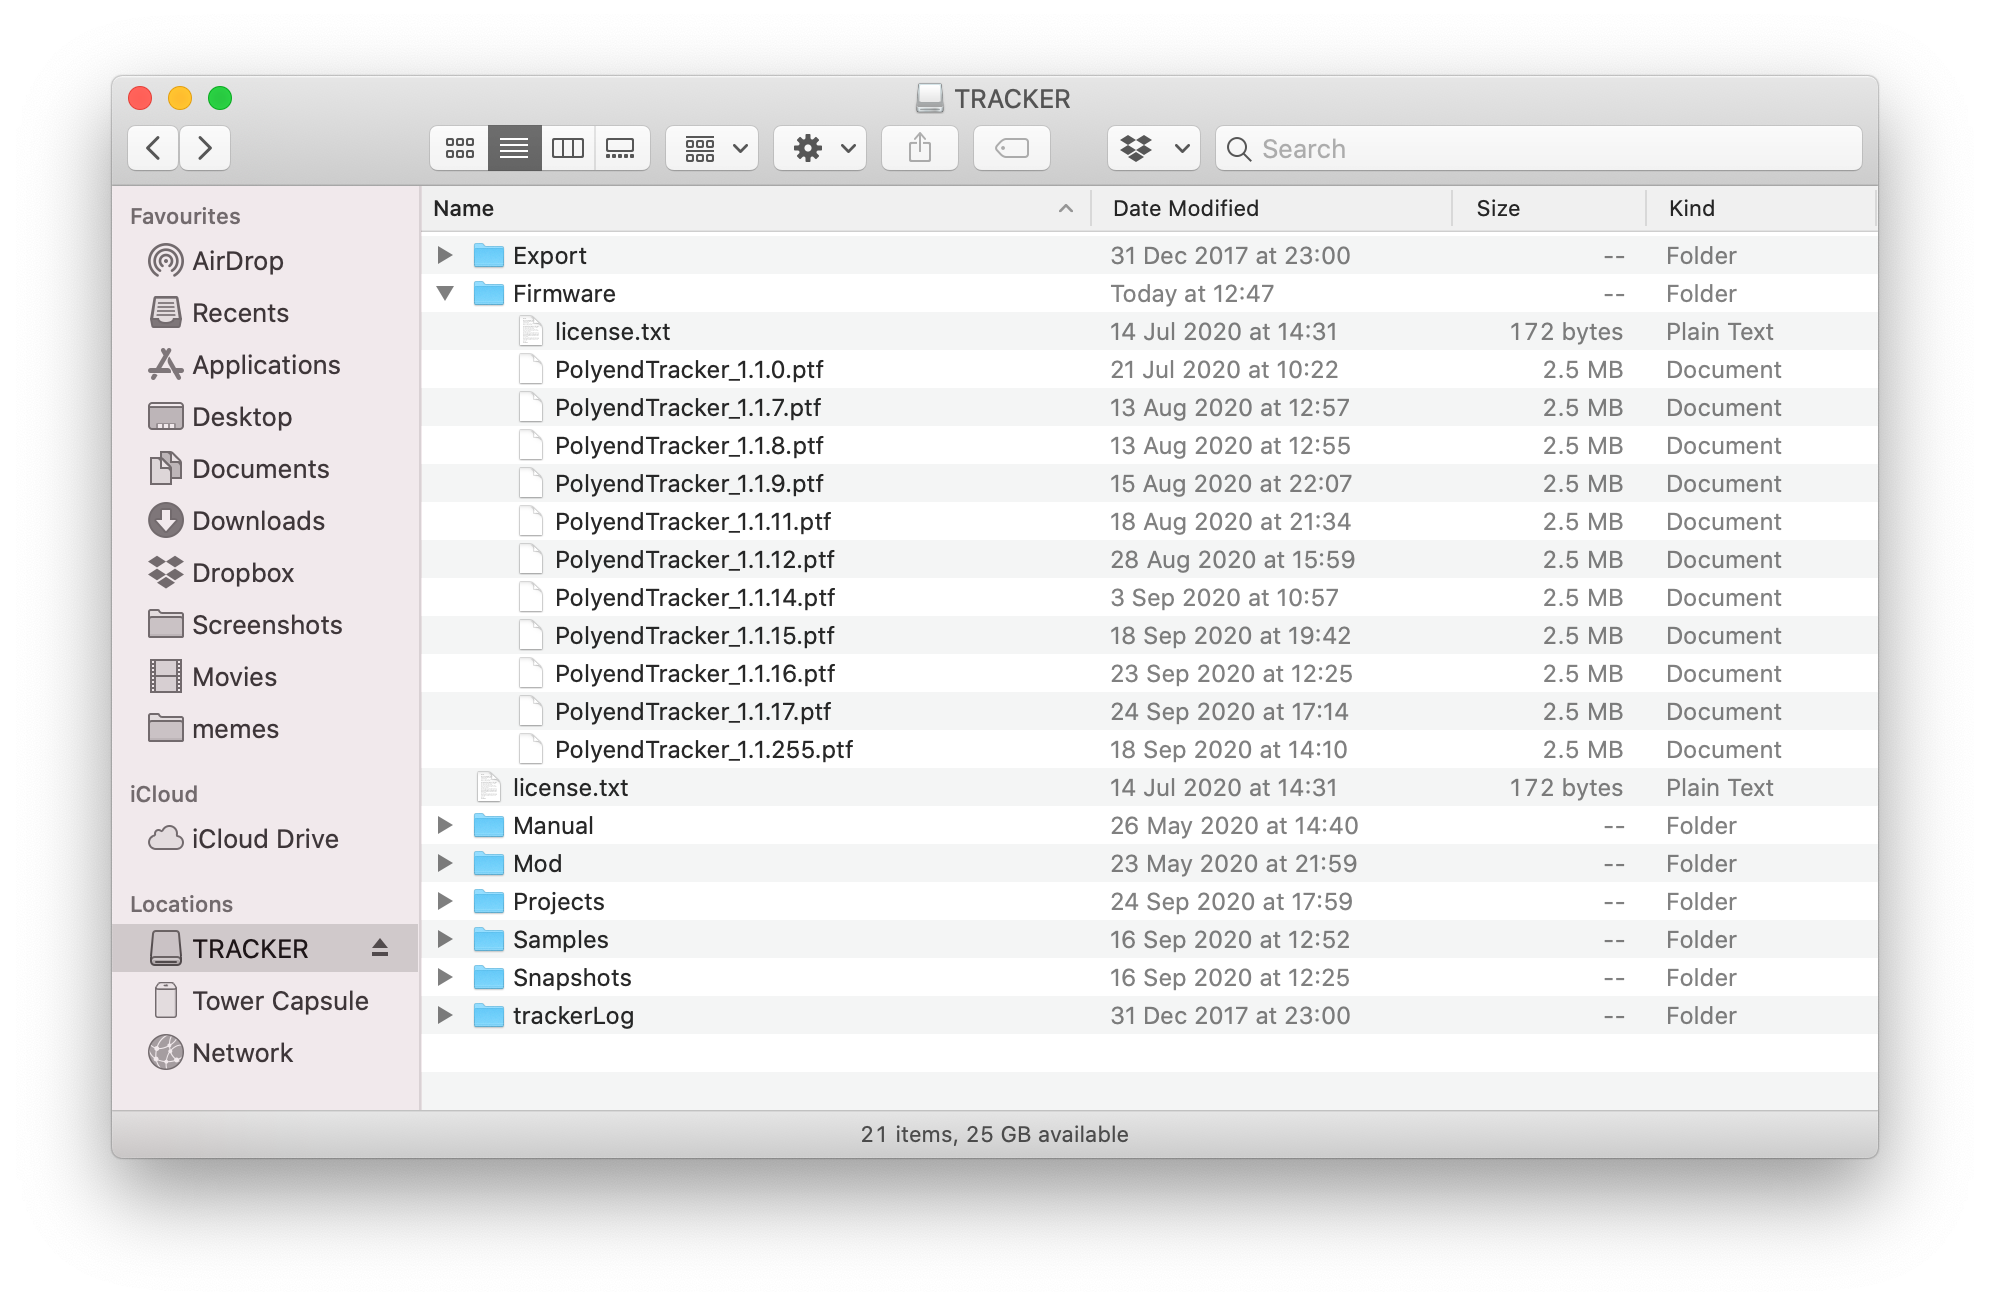 TRACKER
Search
Favourites
AirDrop
Recents
Applications
Desktop
Documents
Downloads
Dropbox
Screenshots
Movies
memes
iCloud
iCloud Drive
Locations
TRACKER
Tower Capsule
Network
Name Date Modified Size Kind
Export 31 Dec 2017 at 23:00 -- Folder
Firmware Today at 12:47 -- Folder
license.txt 14 Jul 2020 at 14:31 172 bytes Plain Text
PolyendTracker_1.1.0.ptf 21 Jul 2020 at 10:22 2.5 MB Document
PolyendTracker_1.1.7.ptf 13 Aug 2020 at 12:57 2.5 MB Document
PolyendTracker_1.1.8.ptf 13 Aug 2020 at 12:55 2.5 MB Document
PolyendTracker_1.1.9.ptf 15 Aug 2020 at 22:07 2.5 MB Document
PolyendTracker_1.1.11.ptf 18 Aug 2020 at 21:34 2.5 MB Document
PolyendTracker_1.1.12.ptf 28 Aug 2020 at 15:59 2.5 MB Document
PolyendTracker_1.1.14.ptf 3 Sep 2020 at 10:57 2.5 MB Document
PolyendTracker_1.1.15.ptf 18 Sep 2020 at 19:42 2.5 MB Document
PolyendTracker_1.1.16.ptf 23 Sep 2020 at 12:25 2.5 MB Document
PolyendTracker_1.1.17.ptf 24 Sep 2020 at 17:14 2.5 MB Document
PolyendTracker_1.1.255.ptf 18 Sep 2020 at 14:10 2.5 MB Document
license.txt 14 Jul 2020 at 14:31 172 bytes Plain Text
Manual 26 May 2020 at 14:40 -- Folder
Mod 23 May 2020 at 21:59 -- Folder
Projects 24 Sep 2020 at 17:59 -- Folder
Samples 16 Sep 2020 at 12:52 -- Folder
Snapshots 16 Sep 2020 at 12:25 -- Folder
trackerLog 31 Dec 2017 at 23:00 -- Folder
21 items, 25 GB available